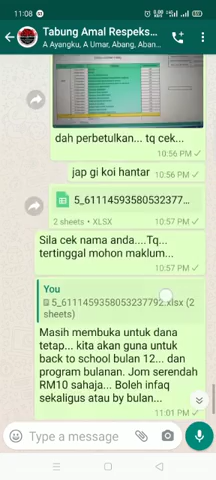 11:08
Tabung Amal Respeks...
A Ayangku, A Umar, Abang, Aban...
dah perbetulkan... tq cek...
10:56 PM
jap gi koi hantar
10:56 PM
5_61114593580532377...
2 sheets • XLSX
10:57 PM
Sila cek nama anda....Tq...
tertinggal mohon maklum...
10:57 PM
You
5_6111459358053237792.xlsx (2
sheets)
Masih membuka untuk dana
tetap... kita akan guna untuk
back to school bulan 12... dan
program bulanan. Jom serendah
RM10 sahaja... Boleh infaq
sekaligus atau by bulan...
11:01 PM
Type a message